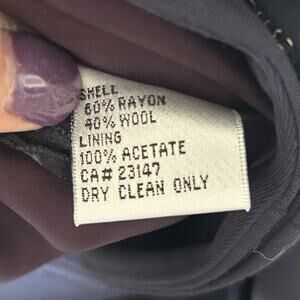 SHELL
60% RAYON
40% WOOL
LINING
100% ACETATE
CA# 23147
DRY CLEAN ONLY